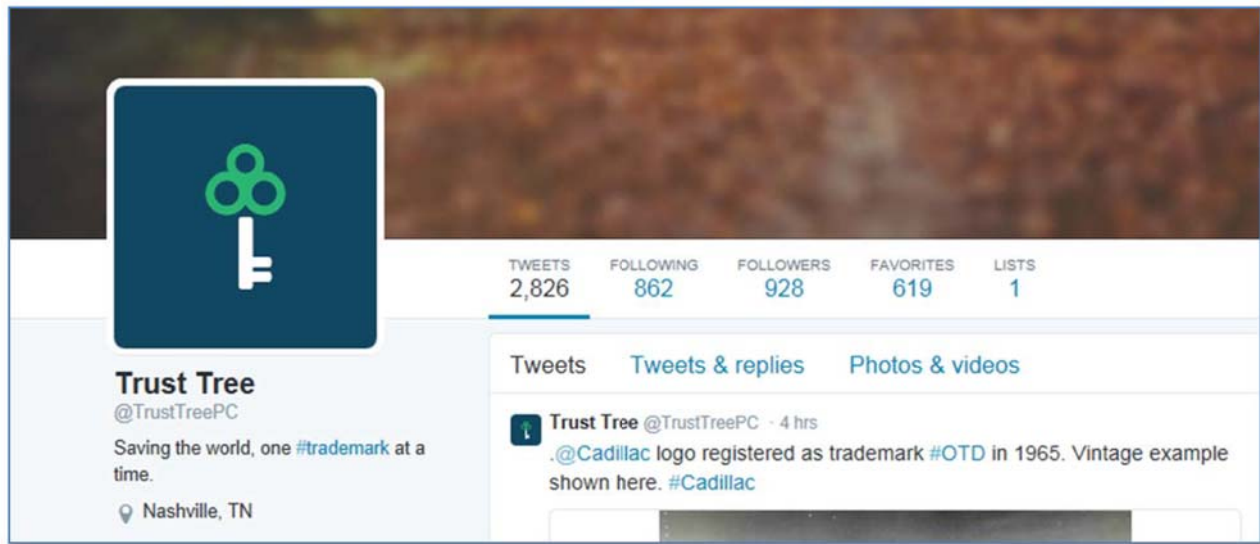 TWEETS FOLLOWING FOLLOWERS FAVORITES LISTS
2,826 862 928 619 1
Trust Tree
@TrustTreePC
Saving the world, one #trademark at a
time.
Nashville, TN
Tweets Tweets & replies Photos & videos
Trust Tree @TrustTreePC · 4 hrs
.@Cadillac logo registered as trademark #OTD in 1965. Vintage example
shown here. #Cadillac